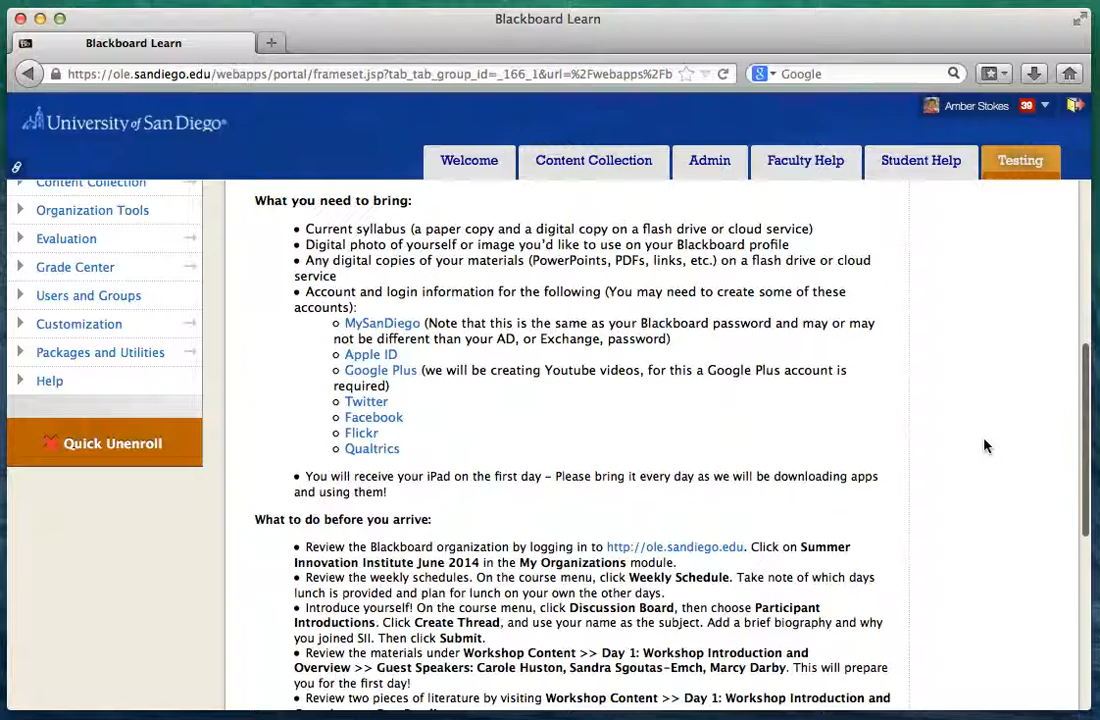 Blackboard Learn
Blackboard Learn
https://ole.sandiego.edu/webapps/portal/frameset.jsp?tab_tab_group_id=_166_1&url=%2Fwebapps%2Fb
Google
University of San Diego
Amber Stokes 39
Welcome
Content Collection
Admin
Faculty Help
Student Help
Testing
Content Collection
Organization Tools
Evaluation
Grade Center
Users and Groups
Customization
Packages and Utilities
Help
Quick Unenroll
What you need to bring:
• Current syllabus (a paper copy and a digital copy on a flash drive or cloud service)
• Digital photo of yourself or image you'd like to use on your Blackboard profile
• Any digital copies of your materials (PowerPoints, PDFs, links, etc.) on a flash drive or cloud
service
• Account and login information for the following (You may need to create some of these
accounts):
MySanDiego (Note that this is the same as your Blackboard password and may or may
not be different than your AD, or Exchange, password)
Apple ID
Google Plus (we will be creating Youtube videos, for this a Google Plus account is
required)
Twitter
Facebook
Flickr
Qualtrics
• You will receive your iPad on the first day – Please bring it every day as we will be downloading apps
and using them!
What to do before you arrive:
• Review the Blackboard organization by logging in to http://ole.sandiego.edu. Click on Summer
Innovation Institute June 2014 in the My Organizations module.
• Review the weekly schedules. On the course menu, click Weekly Schedule. Take note of which days
lunch is provided and plan for lunch on your own the other days.
• Introduce yourself! On the course menu, click Discussion Board, then choose Participant
Introductions. Click Create Thread, and use your name as the subject. Add a brief biography and why
you joined SII. Then click Submit.
• Review the materials under Workshop Content >> Day 1: Workshop Introduction and
Overview >> Guest Speakers: Carole Huston, Sandra Sgoutas-Emch, Marcy Darby. This will prepare
you for the first day!
• Review two pieces of literature by visiting Workshop Content >> Day 1: Workshop Introduction and